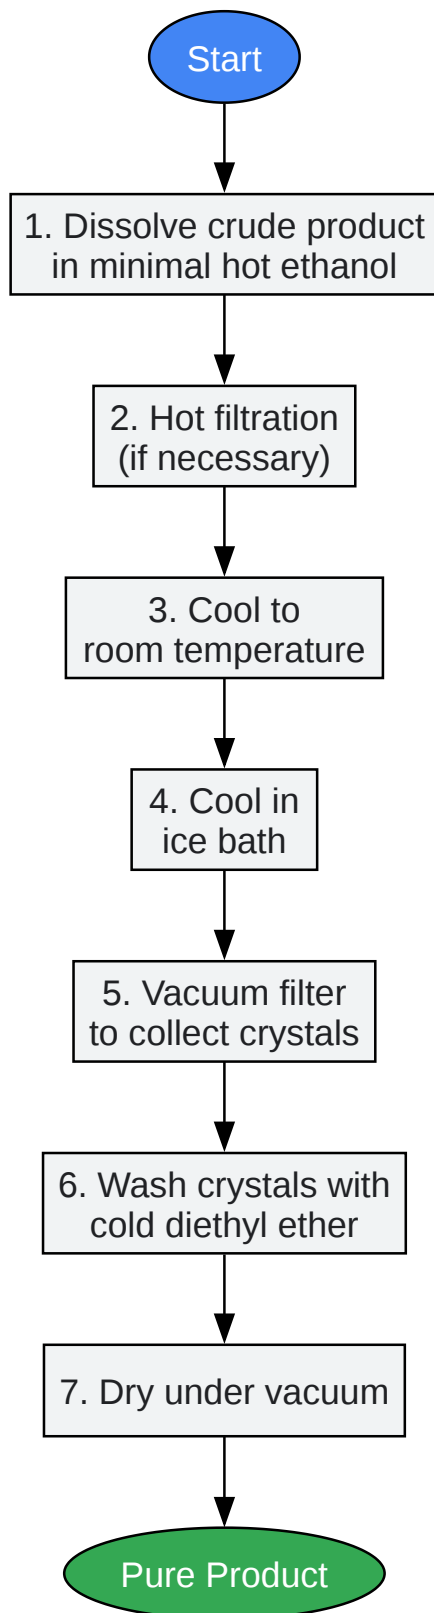 Start
1. Dissolve crude product
in minimal hot ethanol
2. Hot filtration
(if necessary)
3. Cool to
room temperature
4. Cool in
ice bath
5. Vacuum filter
to collect crystals
6. Wash crystals with
cold diethyl ether
7. Dry under vacuum
Pure Product